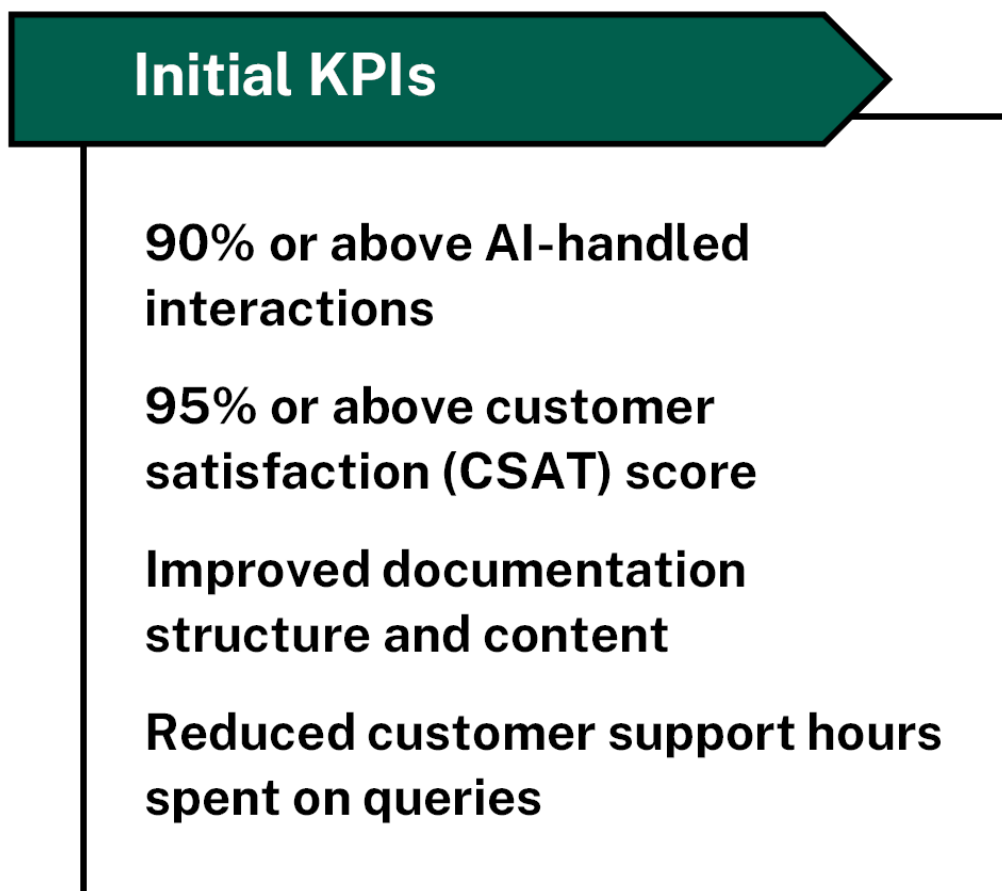 Initial KPIs
90% or above AI-handled
interactions
95% or above customer
satisfaction (CSAT) score
Improved documentation
structure and content
Reduced customer support hours
spent on queries